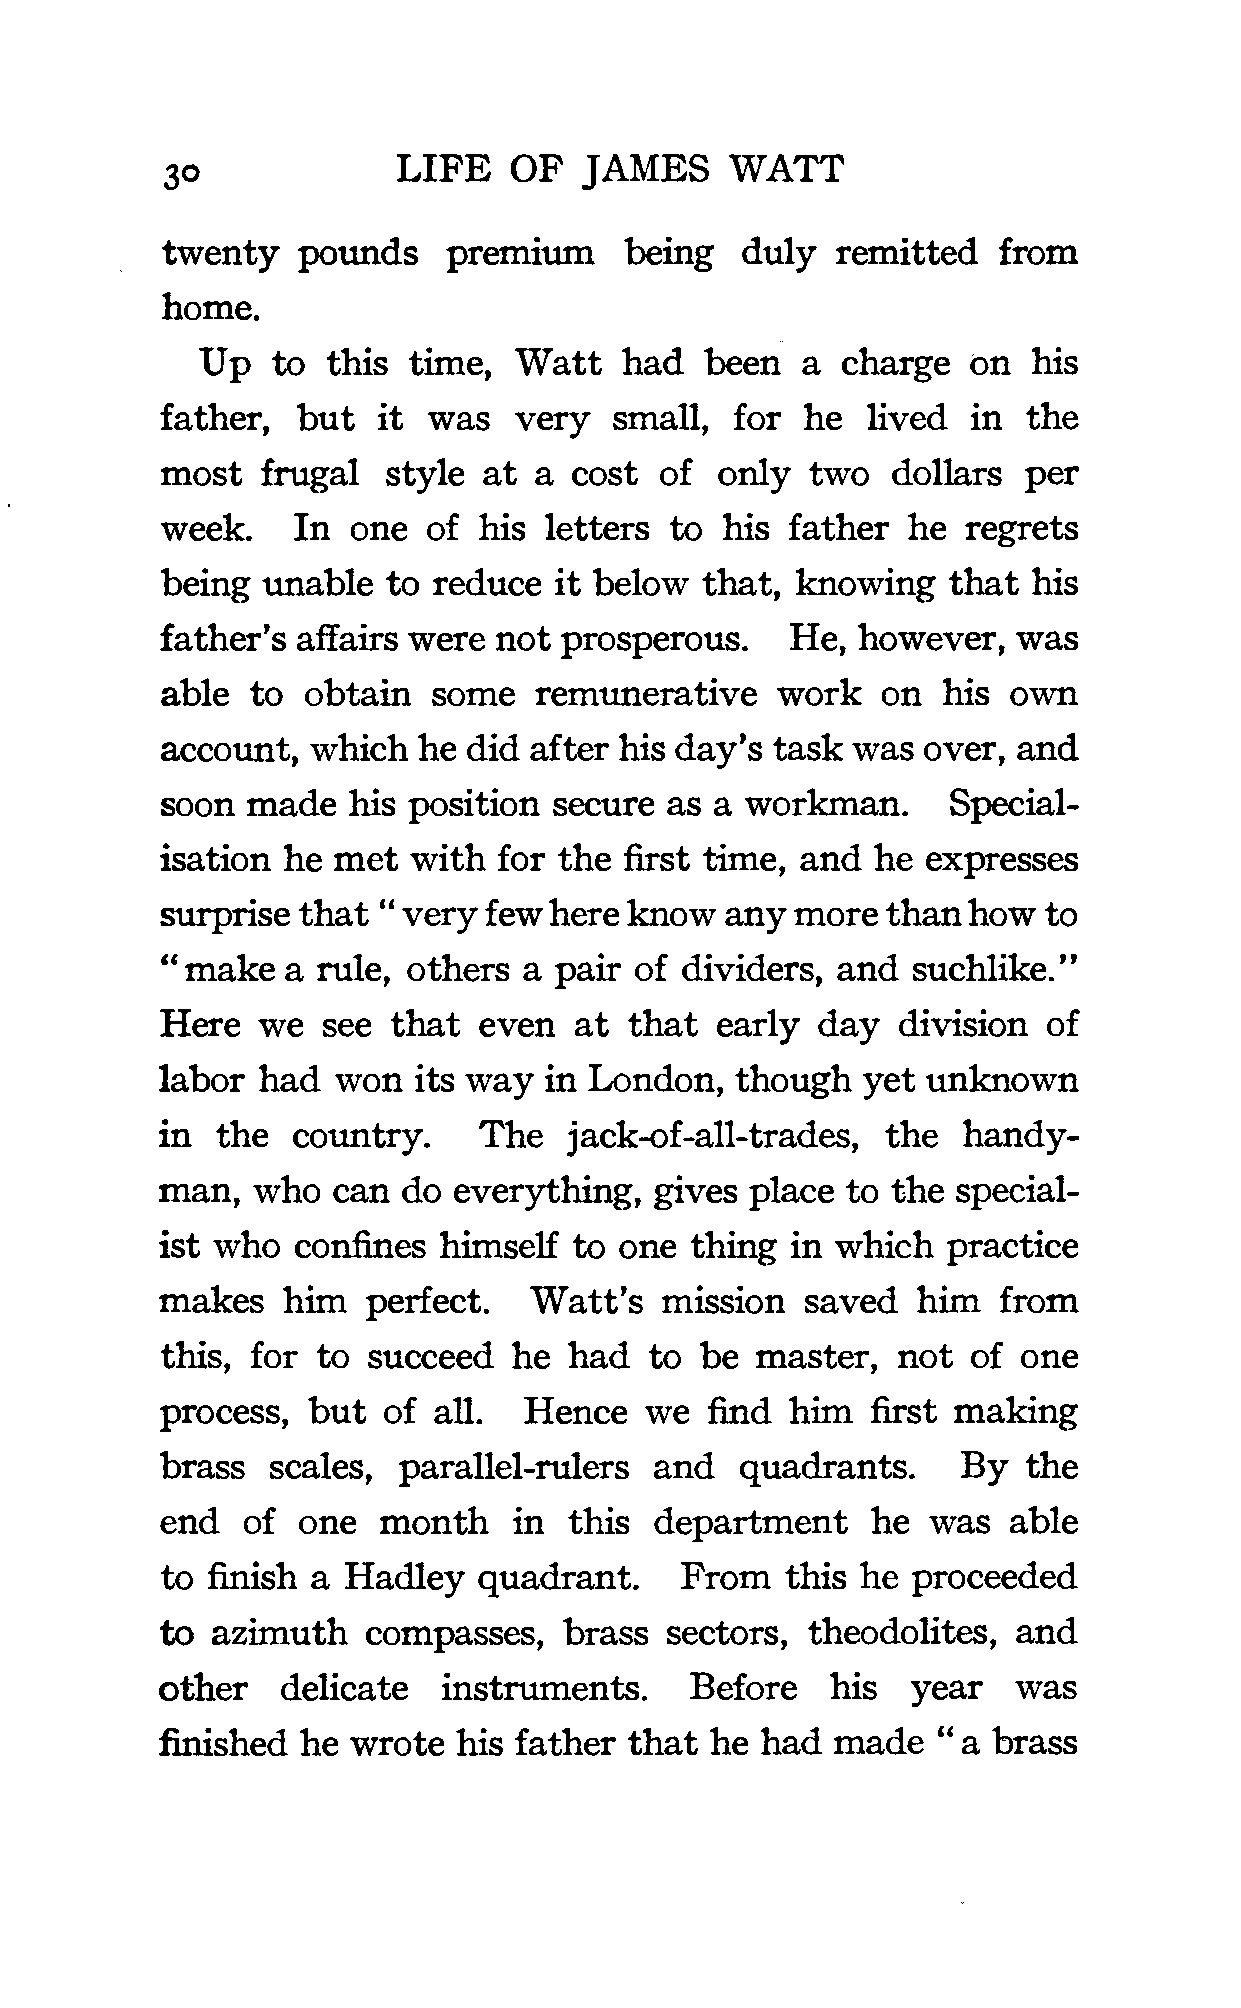 30 LIFE OF JAMES WATT
twenty pounds premium being duly remitted from
home.
Up to this time, Watt had been a charge on his
father, but it was very small, for he lived in the
most frugal style at a cost of only two dollars per
week. In one of his letters to his father he regrets
being unable to reduce it below that, knowing that his
father's affairs were not prosperous. He, however, was
able to obtain some remunerative work on his own
account, which he did after his day's task was over, and
soon made his position secure as a workman. Special-
isation he met with for the first time, and he expresses
surprise that "very few here know any more than how to
"make a rule, others a pair of dividers, and suchlike."
Here we see that even at that early day division of
labor had won its way in London, though yet unknown
in the country. The jack-of-all-trades, the handy-
man, who can do everything, gives place to the special-
ist who confines himself to one thing in which practice
makes him perfect. Watt's mission saved him from
this, for to succeed he had to be master, not of one
process, but of all. Hence we find him first making
brass scales, parallel-rulers and quadrants. By the
end of one month in this department he was able
to finish a Hadley quadrant. From this he proceeded
to azimuth compasses, brass sectors, theodolites, and
other delicate instruments. Before his year was
finished he wrote his father that he had made "a brass